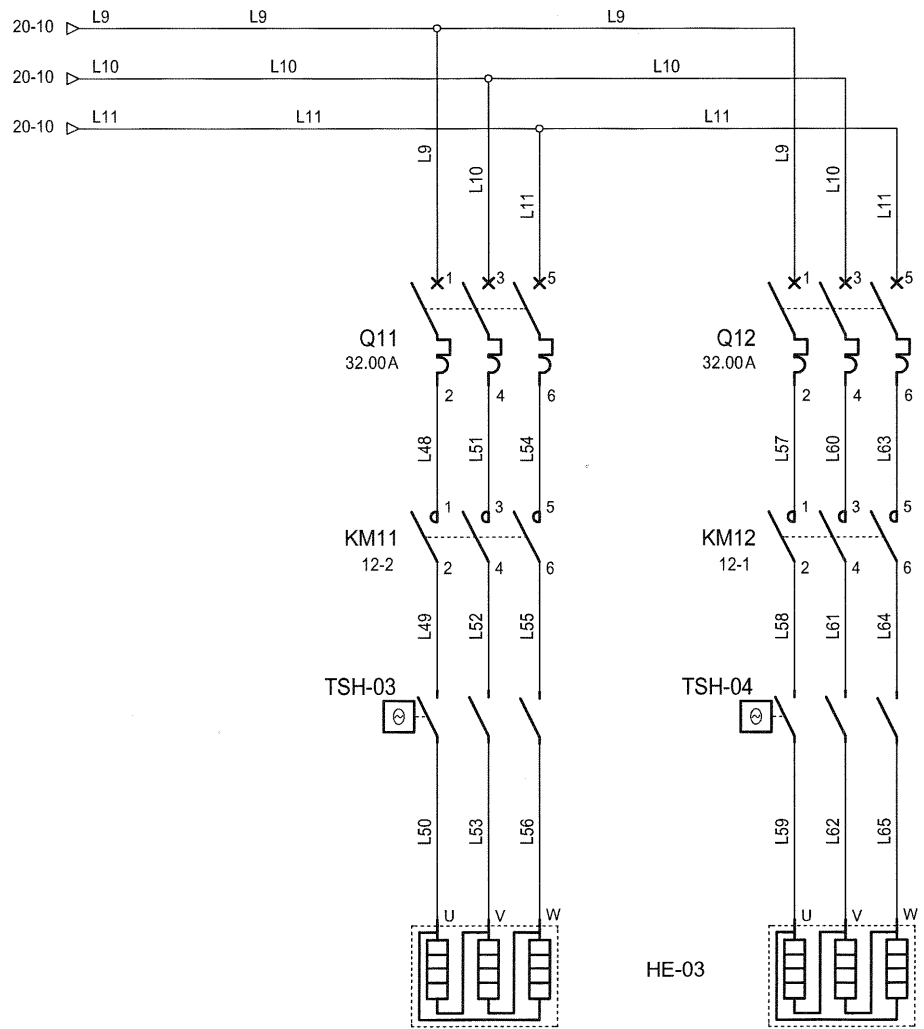 20-10 L9 L9 L9
20-10 L10 L10 L10
20-10 L11 L11 L11
L9 L10 L11 L9 L10 L11
1 3 5 1 3 5
Q11 Q12
32.00A 32.00A
2 4 6 2 4 6
L48 L51 L54 L57 L60 L63
1 3 5 1 3 5
KM11 KM12
12-2 2 4 6 12-1 2 4 6
L49 L52 L55 L58 L61 L64
TSH-03 TSH-04
L50 L53 L56 L59 L62 L65
U V W U V W
HE-03